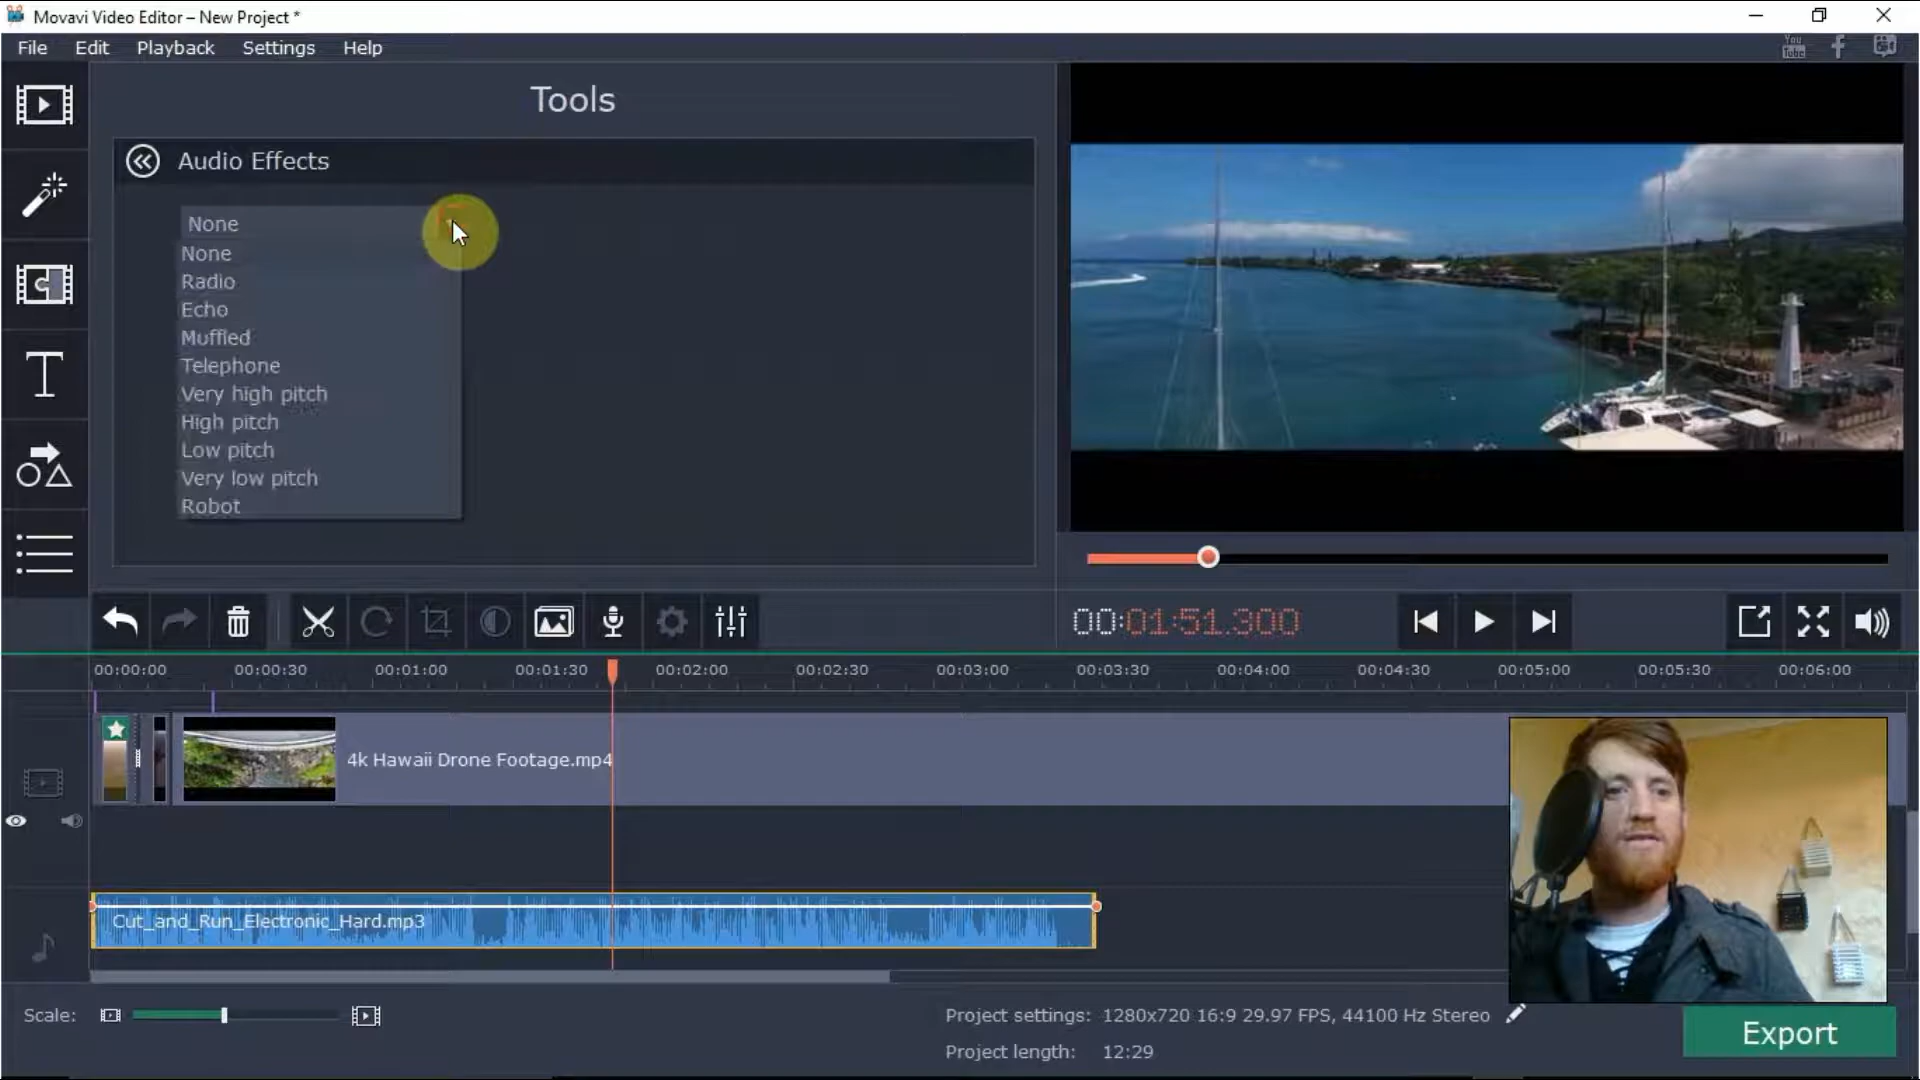 Movavi Video Editor – New Project *
File Edit Playback Settings Help
You Tube
Tools
Audio Effects
None
None
Radio
Echo
Muffled
Telephone
Very high pitch
High pitch
Low pitch
Very low pitch
Robot
00:01:51.300
00:00:00 00:00:30 00:01:00 00:01:30 00:02:00 00:02:30 00:03:00 00:03:30 00:04:00 00:04:30 00:05:00 00:05:30 00:06:00
4k Hawaii Drone Footage.mp4
Cut_and_Run_Electronic_Hard.mp3
Scale:
Project settings: 1280x720 16:9 29.97 FPS, 44100 Hz Stereo
Project length: 12:29
Export